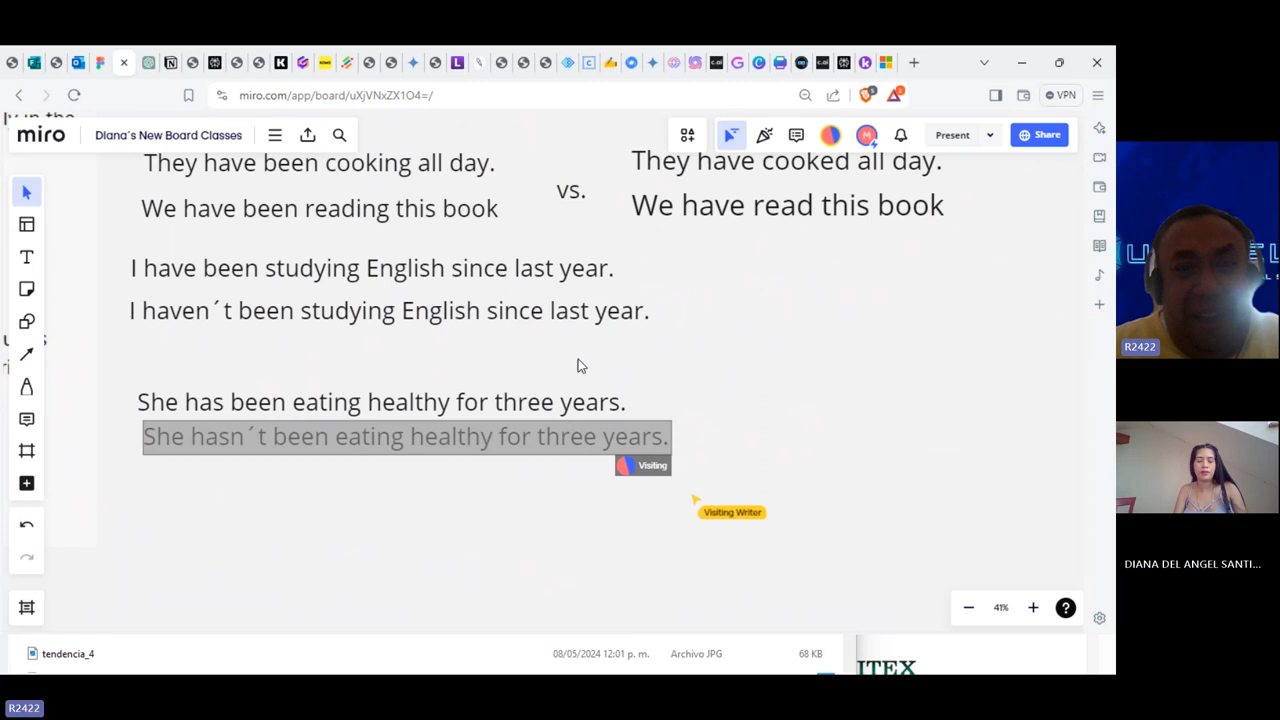 miro.com/app/board/uXjVNxZX1O4=/
VPN
ly in the
miro
DIana´s New Board Classes
Present
Share
They have been cooking all day.
They have cooked all day.
vs.
We have been reading this book
We have read this book
I have been studying English since last year.
I haven´t been studying English since last year.
She has been eating healthy for three years.
She hasn´t been eating healthy for three years.
Visiting
Visiting Writer
41%
tendencia_4
08/05/2024 12:01 p. m.
Archivo JPG
68 KB
ITEX
R2422
DIANA DEL ANGEL SANTI...
R2422